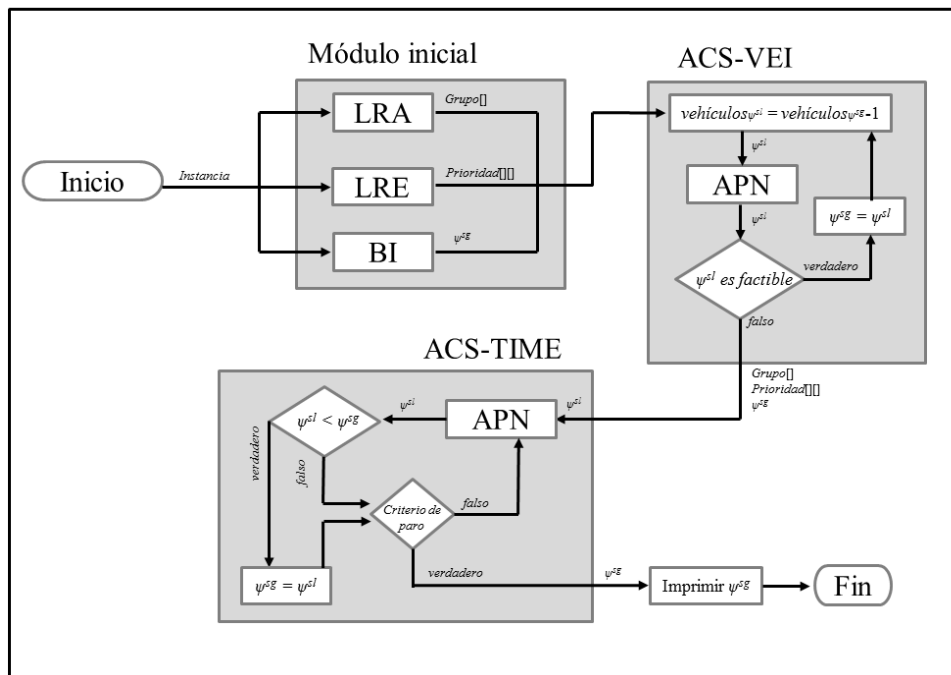 Módulo inicial
ACS-VEI
Inicio
Instancia
LRA
Grupo[]
LRE
Prioridad[][]
BI
ψˢᵍ
vehículosψˢˡ = vehículosψˢᵍ-1
ψˢˡ
APN
ψˢˡ
ψˢᵍ = ψˢˡ
ψˢˡ es factible
verdadero
falso
Grupo[]
Prioridad[][]
ψˢᵍ
ACS-TIME
ψˢˡ
APN
ψˢˡ
ψˢˡ < ψˢᵍ
verdadero
falso
Criterio de
paro
falso
ψˢᵍ = ψˢˡ
verdadero
ψˢᵍ
Imprimir ψˢᵍ
Fin